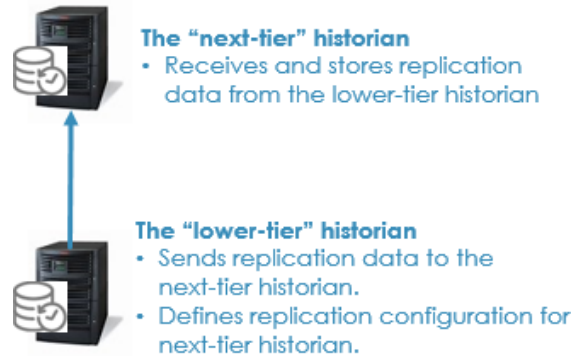 The “next-tier” historian
• Receives and stores replication
data from the lower-tier historian
The “lower-tier” historian
• Sends replication data to the
next-tier historian.
• Defines replication configuration for
next-tier historian.